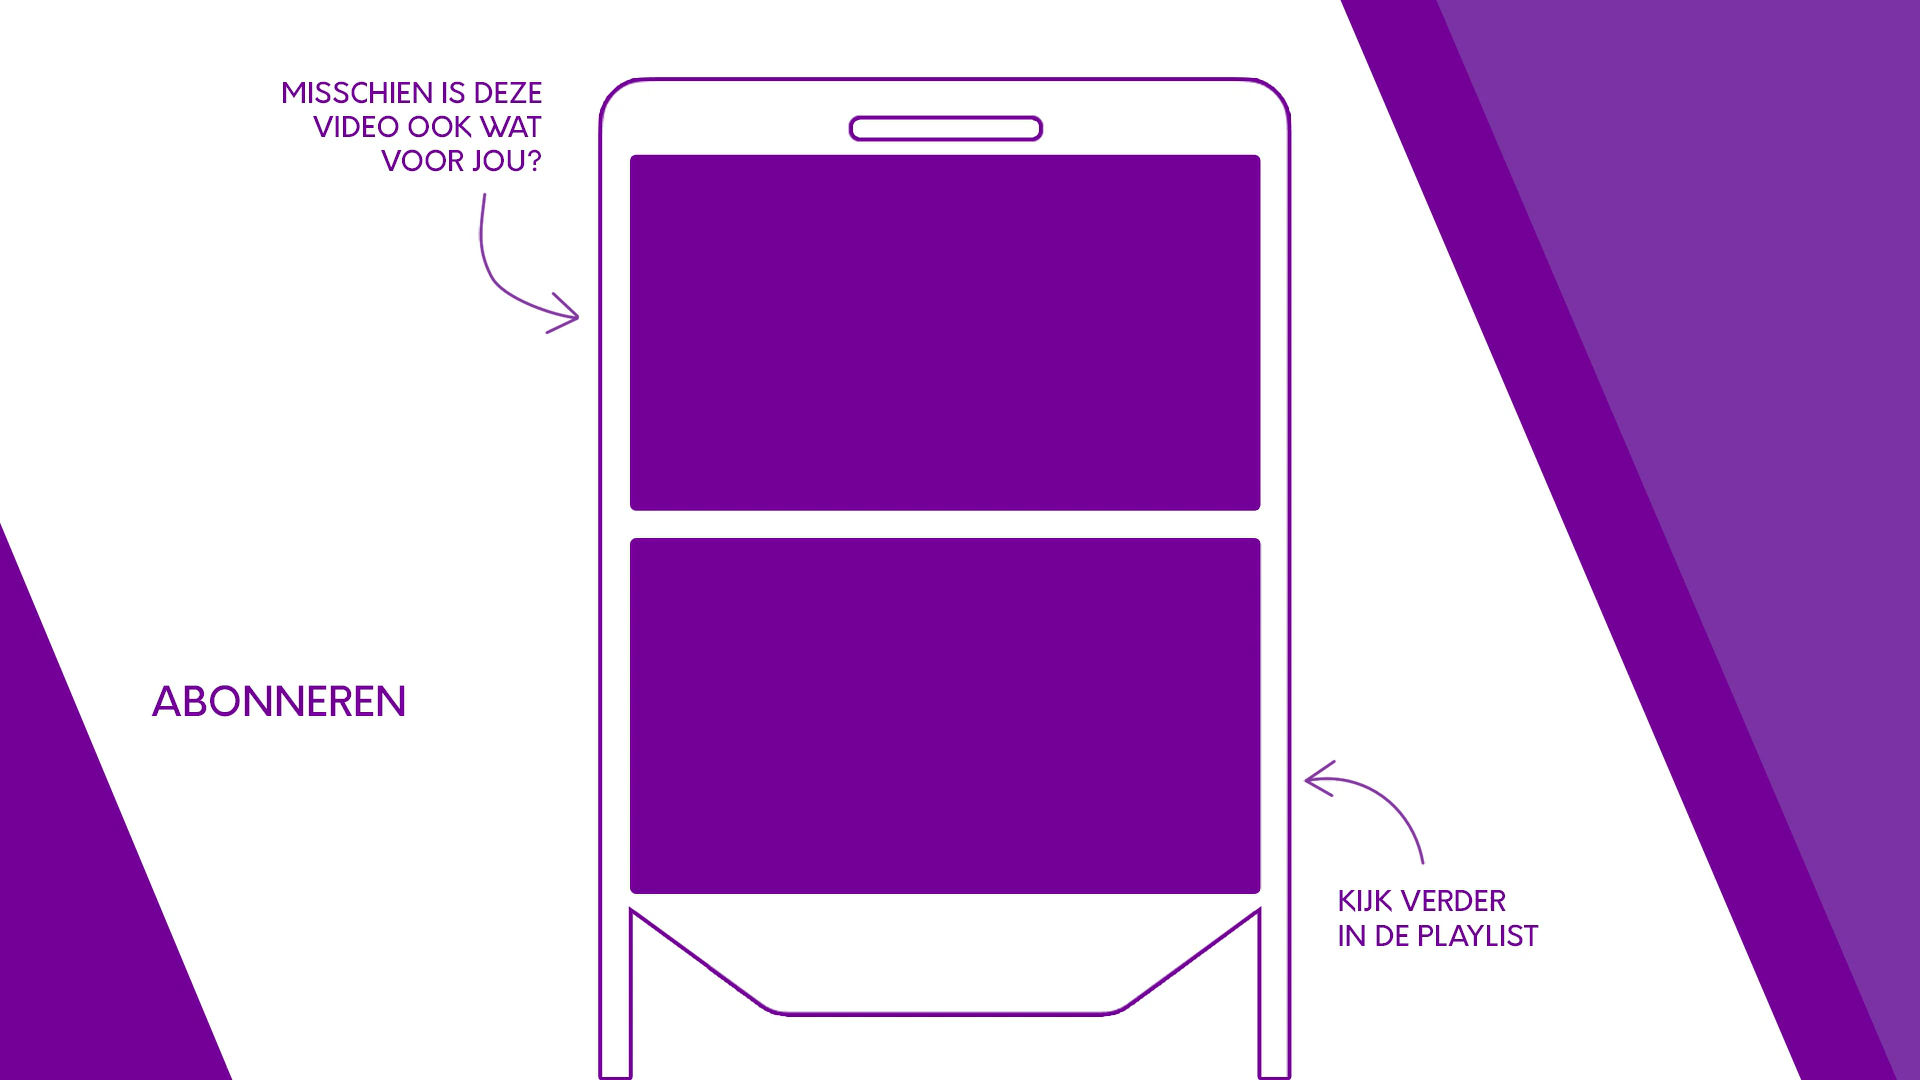 MISSCHIEN IS DEZE
VIDEO OOK WAT
VOOR JOU?
ABONNEREN
KIJK VERDER
IN DE PLAYLIST